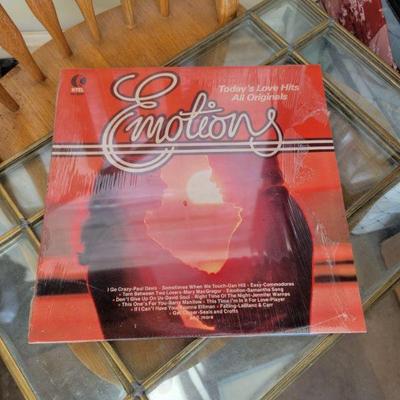 K
K-TEL
Today's Love Hits
All Originals
Emotions
I Go Crazy-Paul Davis - Sometimes When We Touch-Dan Hill - Easy-Commodores
Torn Between Two Lovers-Mary MacGregor - Emotion-Samantha Sang
- Don't Give Up On Us-David Soul - Right Time Of The Night-Jennifer Warnes
- This One's For You-Barry Manilow - This Time I'm In It For Love-Player
- If I Can't Have You-Yvonne Elliman - Falling-LeBlanc & Carr
- Get Closer-Seals and Crofts
and more